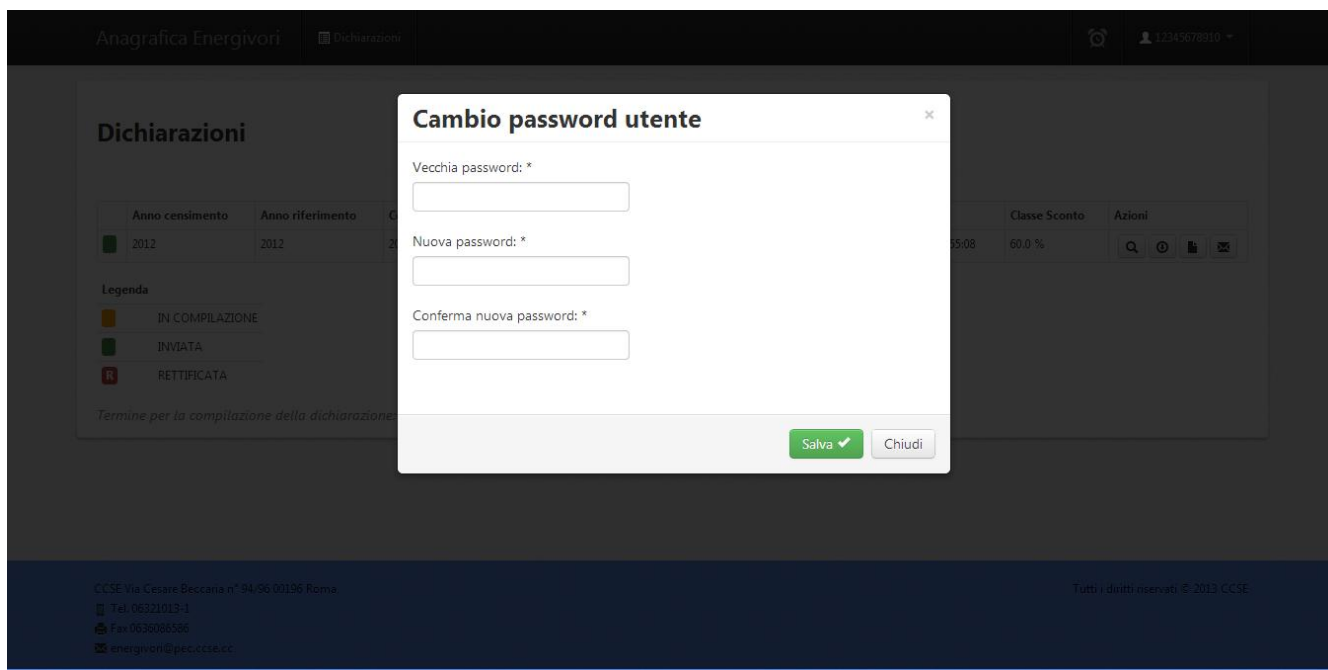 Anagrafica Energivori Dichiarazioni 12345678910
Cambio password utente ×
Dichiarazioni
Vecchia password: *
Anno censimento Anno riferimento Classe Sconto Azioni
2012 2012 55:08 60.0 %
Nuova password: *
Legenda
IN COMPILAZIONE
Conferma nuova password: *
INVIATA
R RETTIFICATA
Termine per la compilazione della dichiarazione
Salva Chiudi
CCSE Via Cesare Beccaria n° 94/96 00196 Roma Tutti i diritti riservati © 2013 CCSE
Tel. 06321013-1
Fax 0636086586
energivori@pec.ccse.cc